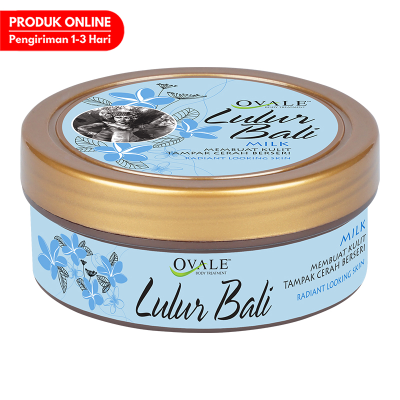 PRODUK ONLINE
Pengiriman 1-3 Hari
OVALE
Lulur
Bali
MILK
MEMBUAT KULIT
TAMPAK CERAH BERSERI
RADIANT LOOKING SKIN
OVALE
BODY TREATMENT
Lulur Bali
MILK
MEMBUAT KULIT
TAMPAK CERAH BERSERI
RADIANT LOOKING SKIN